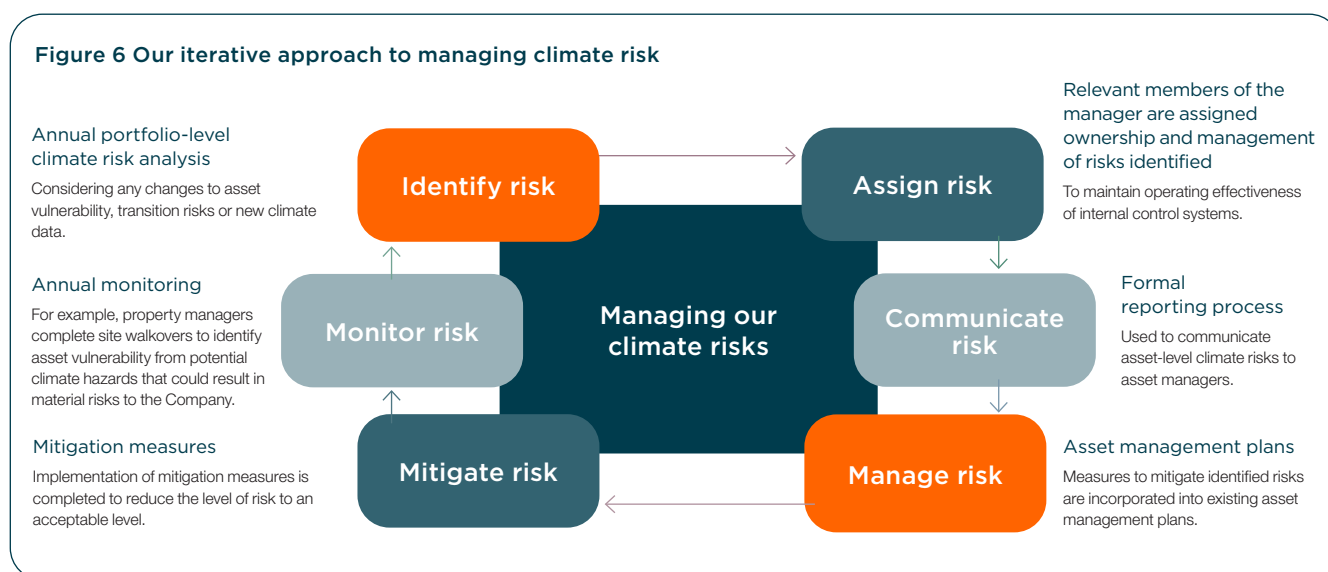 Figure 6 Our iterative approach to managing climate risk
Annual portfolio-level
climate risk analysis
Considering any changes to asset
vulnerability, transition risks or new climate
data.
Identify risk
Assign risk
Relevant members of the
manager are assigned
ownership and management
of risks identified
To maintain operating effectiveness
of internal control systems.
Annual monitoring
For example, property managers
complete site walkovers to identify
asset vulnerability from potential
climate hazards that could result in
material risks to the Company.
Monitor risk
Managing our
climate risks
Communicate
risk
Formal
reporting process
Used to communicate
asset-level climate risks to
asset managers.
Mitigation measures
Implementation of mitigation measures is
completed to reduce the level of risk to an
acceptable level.
Mitigate risk
Manage risk
Asset management plans
Measures to mitigate identified risks
are incorporated into existing asset
management plans.